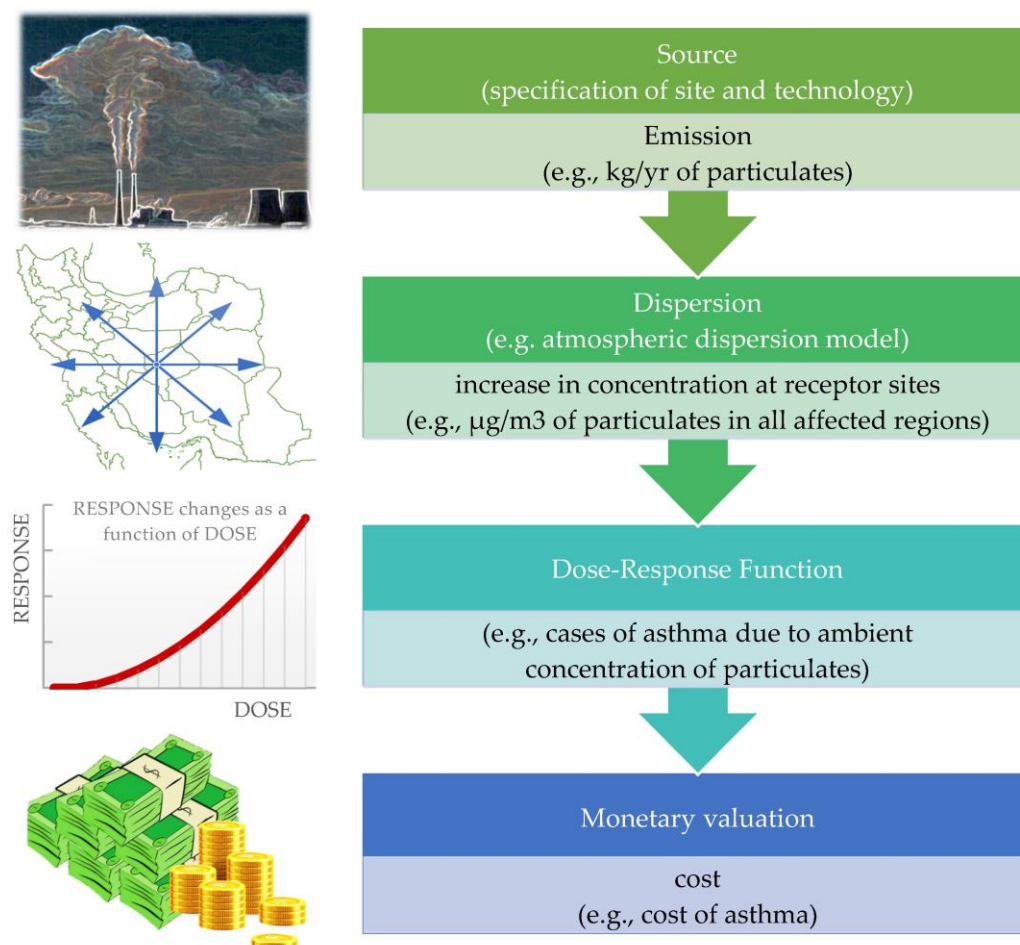 Source
(specification of site and technology)
Emission
(e.g., kg/yr of particulates)
Dispersion
(e.g. atmospheric dispersion model)
increase in concentration at receptor sites
(e.g., µg/m3 of particulates in all affected regions)
RESPONSE changes as a
function of DOSE
RESPONSE
DOSE
Dose-Response Function
(e.g., cases of asthma due to ambient
concentration of particulates)
$
Monetary valuation
cost
(e.g., cost of asthma)